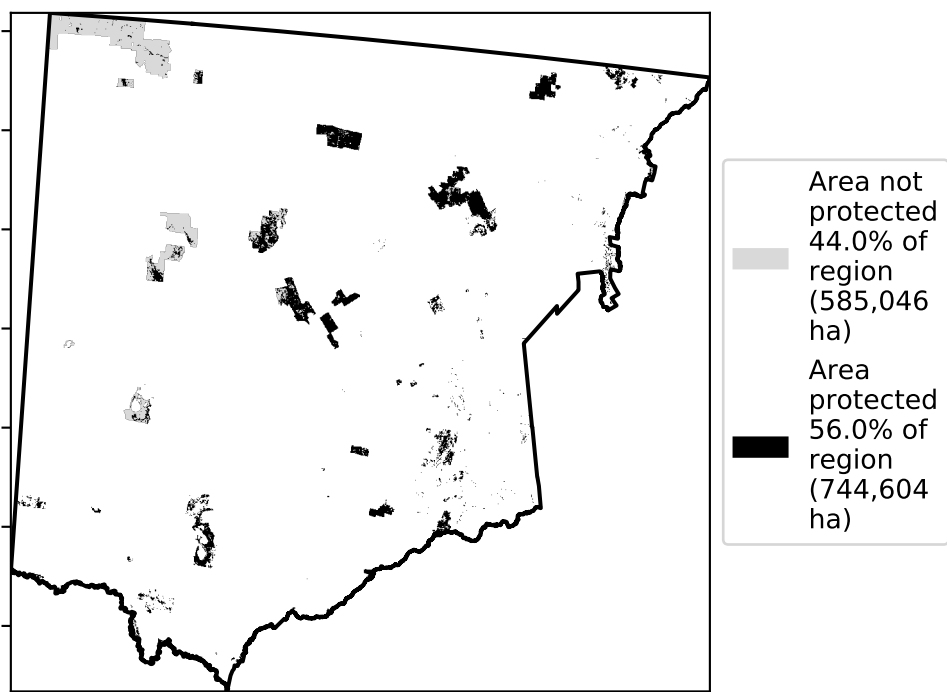 Area not
protected
44.0% of
region
(585,046
ha)
Area
protected
56.0% of
region
(744,604
ha)